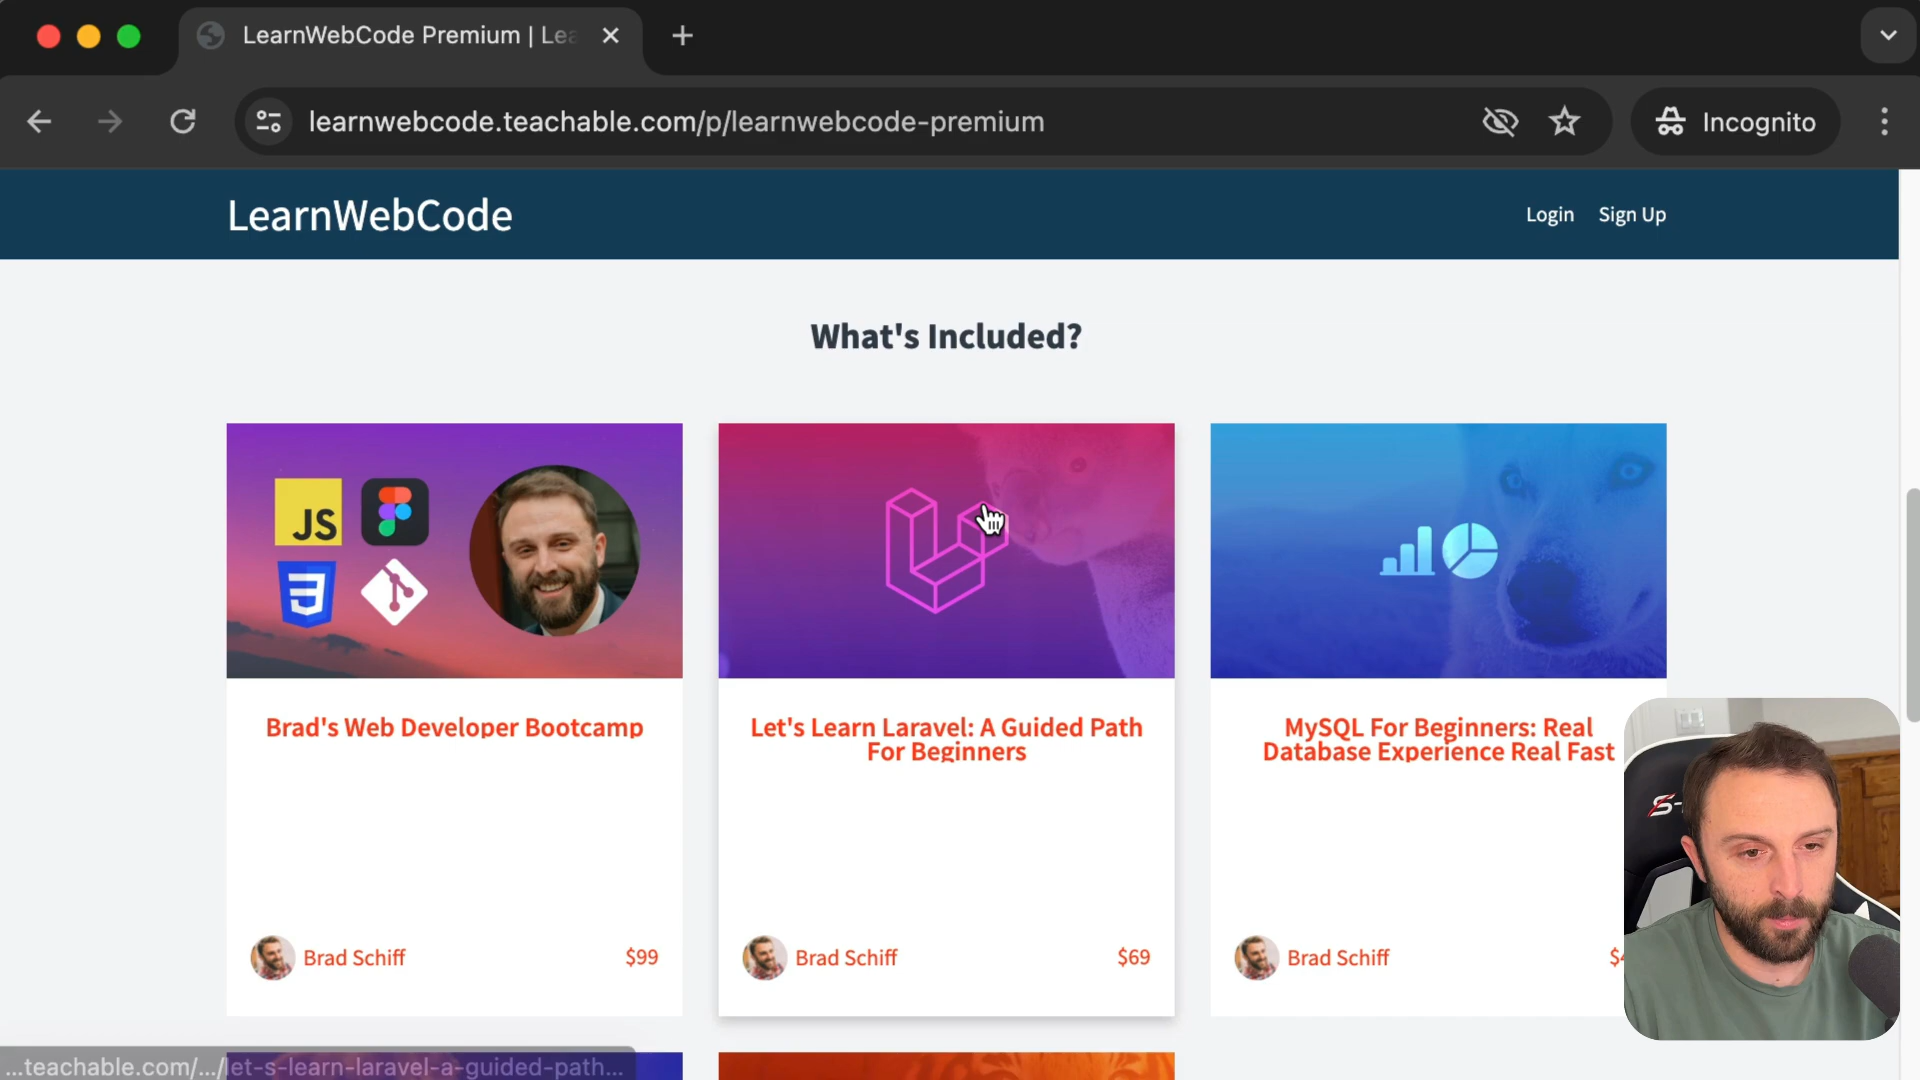 LearnWebCode Premium | Lea
learnwebcode.teachable.com/p/learnwebcode-premium
Incognito
LearnWebCode
Login
Sign Up
What's Included?
JS
Brad's Web Developer Bootcamp
Let's Learn Laravel: A Guided Path
For Beginners
MySQL For Beginners: Real
Database Experience Real Fast
Brad Schiff
$99
Brad Schiff
$69
Brad Schiff
...teachable.com/.../let-s-learn-laravel-a-guided-path...